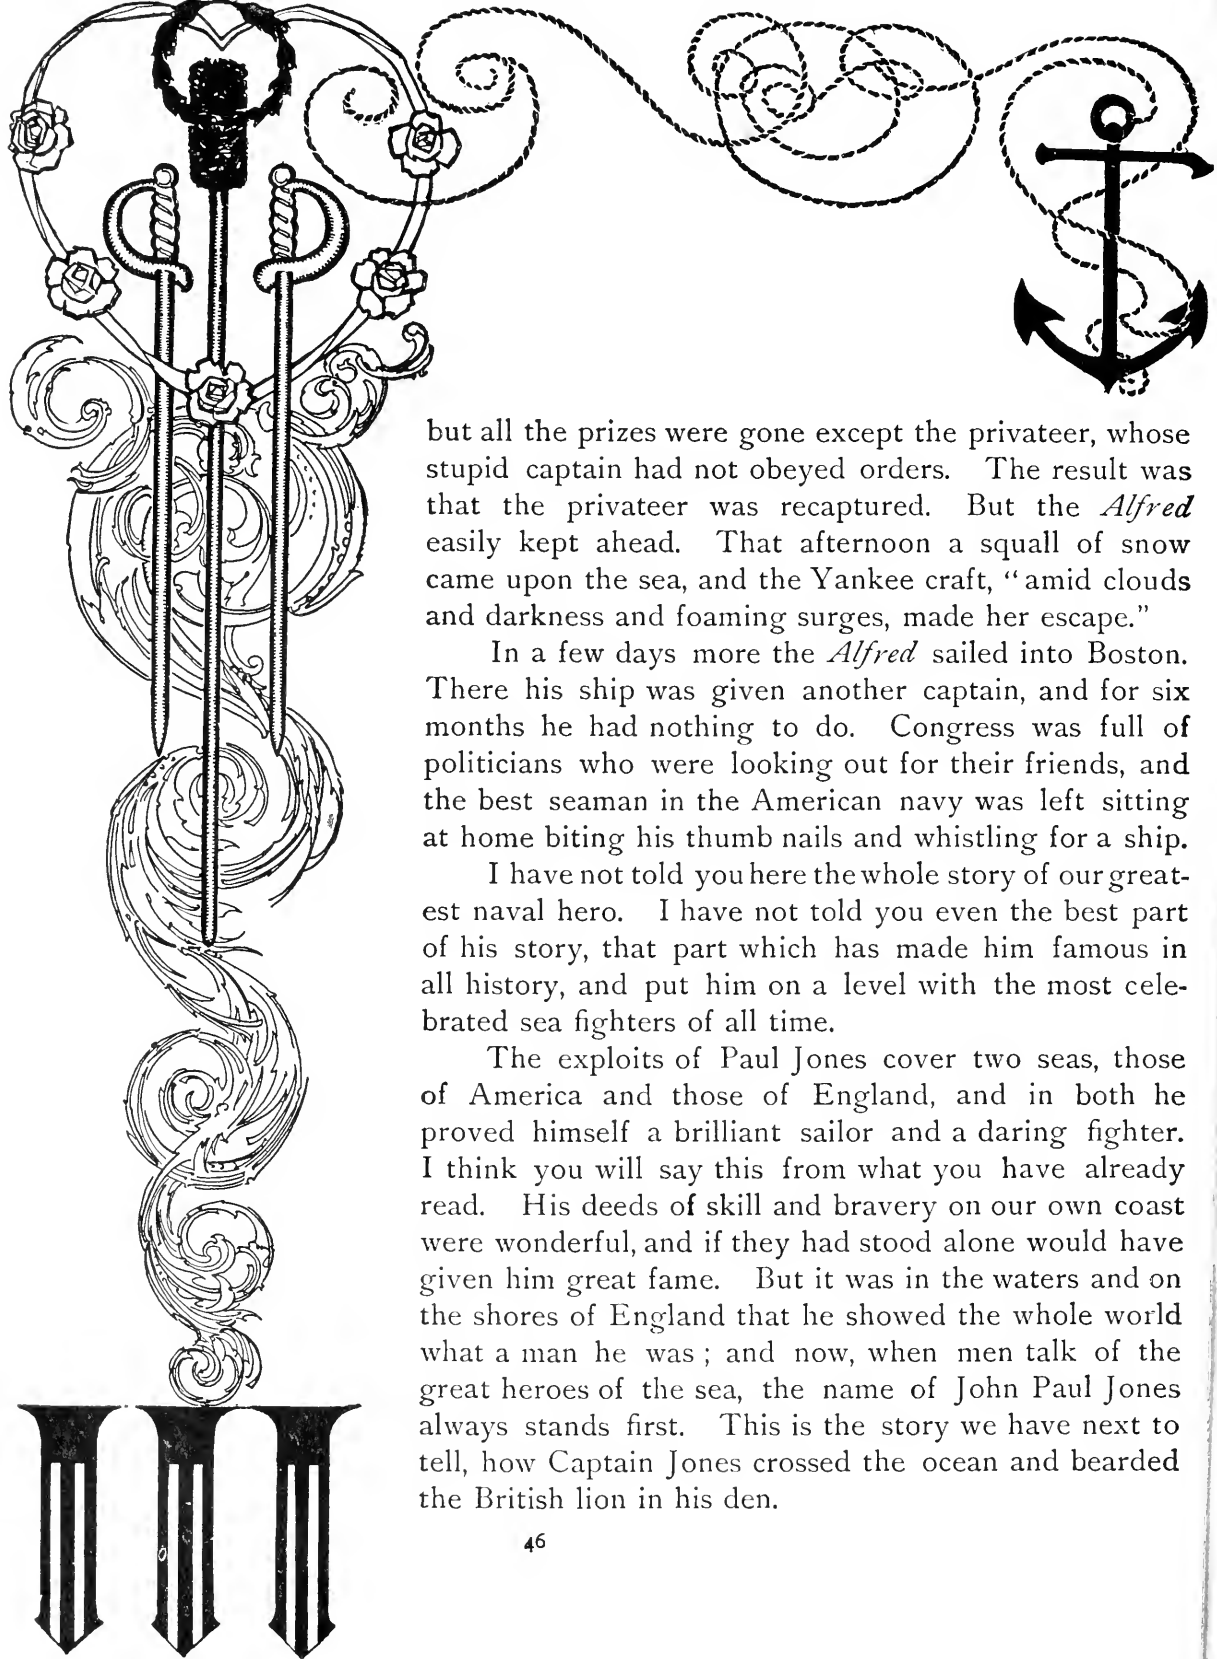 but all the prizes were gone except the privateer, whose
stupid captain had not obeyed orders. The result was
that the privateer was recaptured. But the Alfred
easily kept ahead. That afternoon a squall of snow
came upon the sea, and the Yankee craft, "amid clouds
and darkness and foaming surges, made her escape."
In a few days more the Alfred sailed into Boston.
There his ship was given another captain, and for six
months he had nothing to do. Congress was full of
politicians who were looking out for their friends, and
the best seaman in the American navy was left sitting
at home biting his thumb nails and whistling for a ship.
I have not told you here the whole story of our great-
est naval hero. I have not told you even the best part
of his story, that part which has made him famous in
all history, and put him on a level with the most cele-
brated sea fighters of all time.
The exploits of Paul Jones cover two seas, those
of America and those of England, and in both he
proved himself a brilliant sailor and a daring fighter.
I think you will say this from what you have already
read. His deeds of skill and bravery on our own coast
were wonderful, and if they had stood alone would have
given him great fame. But it was in the waters and on
the shores of England that he showed the whole world
what a man he was; and now, when men talk of the
great heroes of the sea, the name of John Paul Jones
always stands first. This is the story we have next to
tell, how Captain Jones crossed the ocean and bearded
the British lion in his den.
46